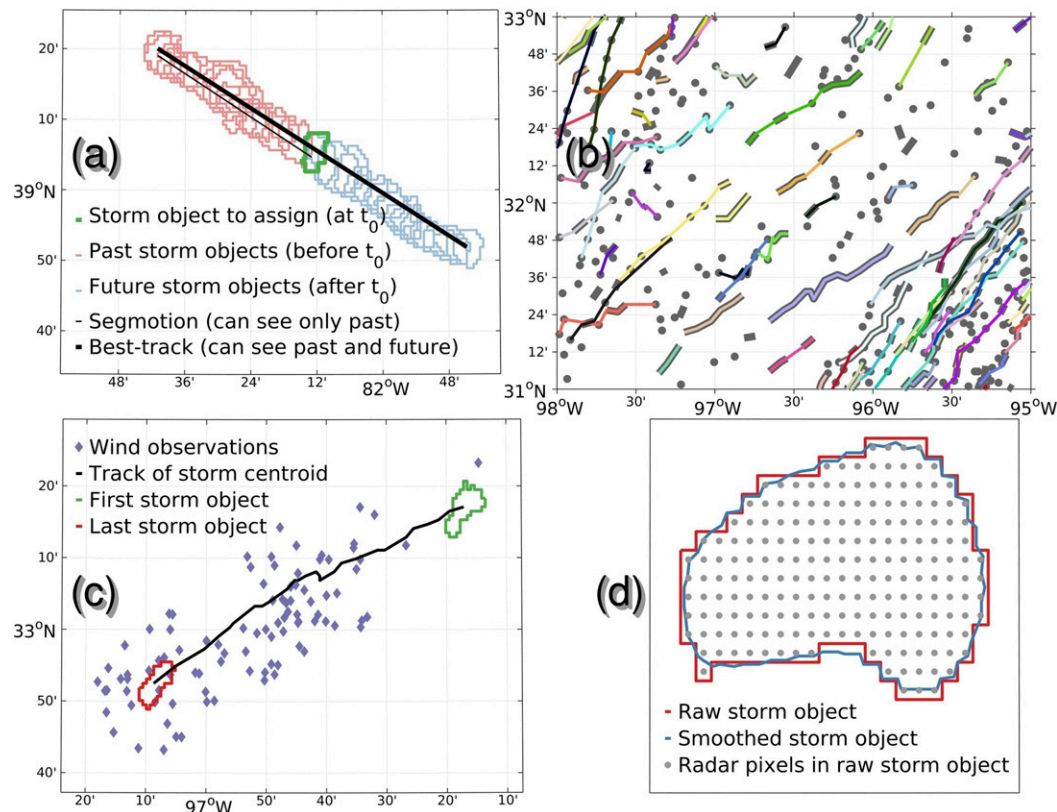 (a)
20'
10'
39°N
50'
40'
Storm object to assign (at t0)
Past storm objects (before t0)
Future storm objects (after t0)
Segmotion (can see only past)
Best-track (can see past and future)
48' 36' 24' 12' 82°W 48'
(b)
33°N
48'
36'
24'
12'
32°N
48'
36'
24'
12'
31°N
98°W 30' 97°W 30' 96°W 30' 95°W
(c)
Wind observations
Track of storm centroid
First storm object
Last storm object
20'
10'
33°N
50'
40'
20' 10' 97°W 50' 40' 30' 20' 10'
(d)
Raw storm object
Smoothed storm object
Radar pixels in raw storm object